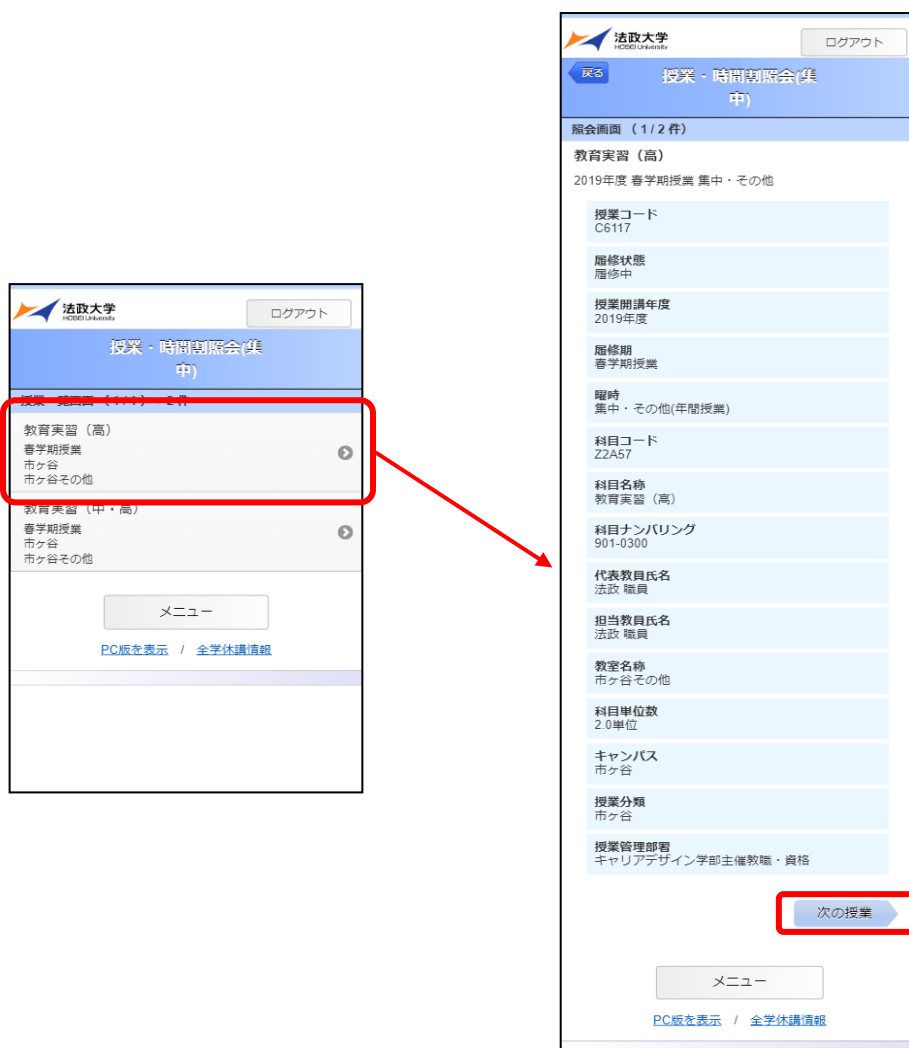 法政大学
HOSEI University
ログアウト
授業・時間割照会(集
中)
教育実習（高）
春学期授業
市ヶ谷
市ヶ谷その他
教育実習（中・高）
春学期授業
市ヶ谷
市ヶ谷その他
メニュー
PC版を表示 / 全学休講情報
法政大学
HOSEI University
ログアウト
戻る
授業・時間割照会(集
中)
照会画面 （1/2件）
教育実習（高）
2019年度 春学期授業 集中・その他
授業コード
C6117
履修状態
履修中
授業開講年度
2019年度
履修期
春学期授業
曜時
集中・その他(年間授業)
科目コード
Z2A57
科目名称
教育実習（高）
科目ナンバリング
901-0300
代表教員氏名
法政 職員
担当教員氏名
法政 職員
教室名称
市ヶ谷その他
科目単位数
2.0単位
キャンパス
市ヶ谷
授業分類
市ヶ谷
授業管理部署
キャリアデザイン学部主催教職・資格
次の授業
メニュー
PC版を表示 / 全学休講情報